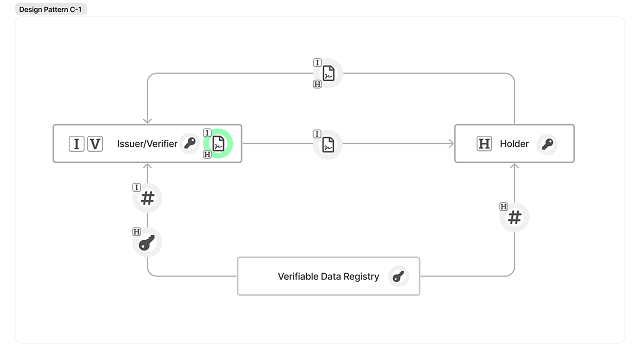 Design Pattern C-1
I
H
I V Issuer/Verifier
I
H
I
H Holder
I
#
H
H
#
Verifiable Data Registry